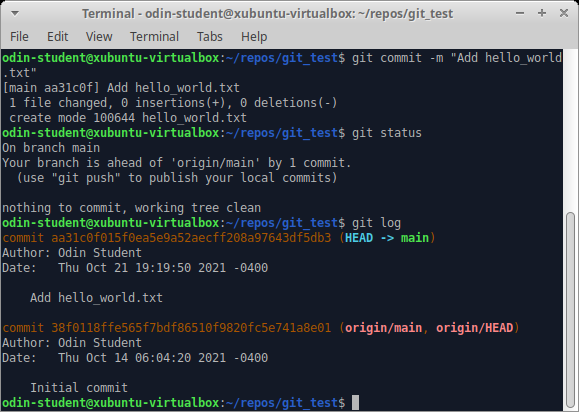 Terminal - odin-student@xubuntu-virtualbox: ~/repos/git_test
File Edit View Terminal Tabs Help
odin-student@xubuntu-virtualbox:~/repos/git_test$ git commit -m "Add hello_world
.txt"
[main aa31c0f] Add hello_world.txt
 1 file changed, 0 insertions(+), 0 deletions(-)
 create mode 100644 hello_world.txt
odin-student@xubuntu-virtualbox:~/repos/git_test$ git status
On branch main
Your branch is ahead of 'origin/main' by 1 commit.
  (use "git push" to publish your local commits)

nothing to commit, working tree clean
odin-student@xubuntu-virtualbox:~/repos/git_test$ git log
commit aa31c0f015f0ea5e9a52aecff208a97643df5db3 (HEAD -> main)
Author: Odin Student
Date:   Thu Oct 21 19:19:50 2021 -0400

    Add hello_world.txt

commit 38f0118ffe565f7bdf86510f9820fc5e741a8e01 (origin/main, origin/HEAD)
Author: Odin Student
Date:   Thu Oct 14 06:04:20 2021 -0400

    Initial commit
odin-student@xubuntu-virtualbox:~/repos/git_test$